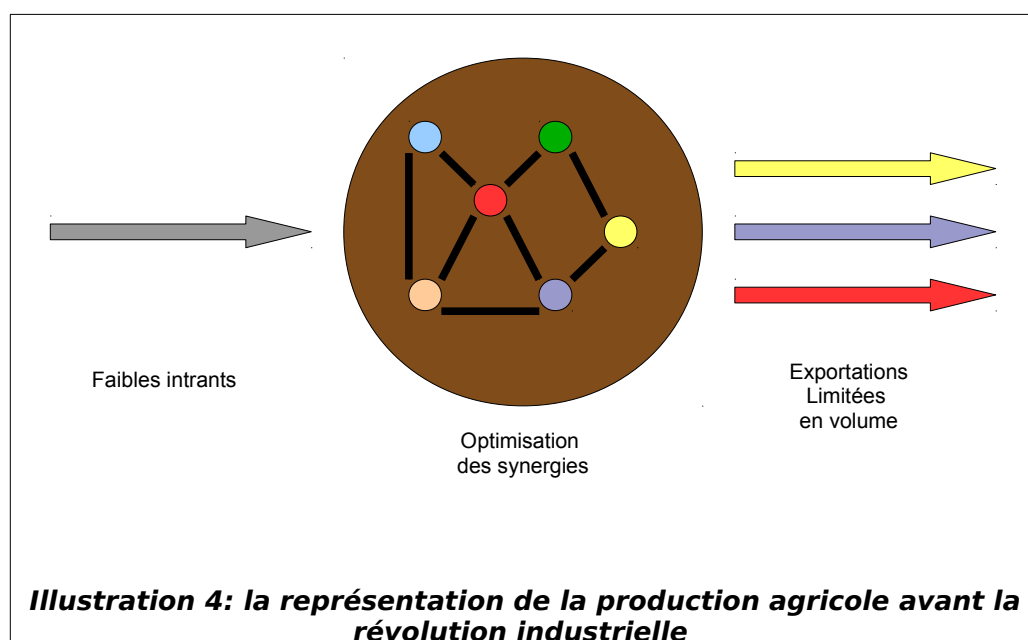 Faibles intrants
Optimisation
des synergies
Exportations
Limitées
en volume
Illustration 4: la représentation de la production agricole avant la
révolution industrielle